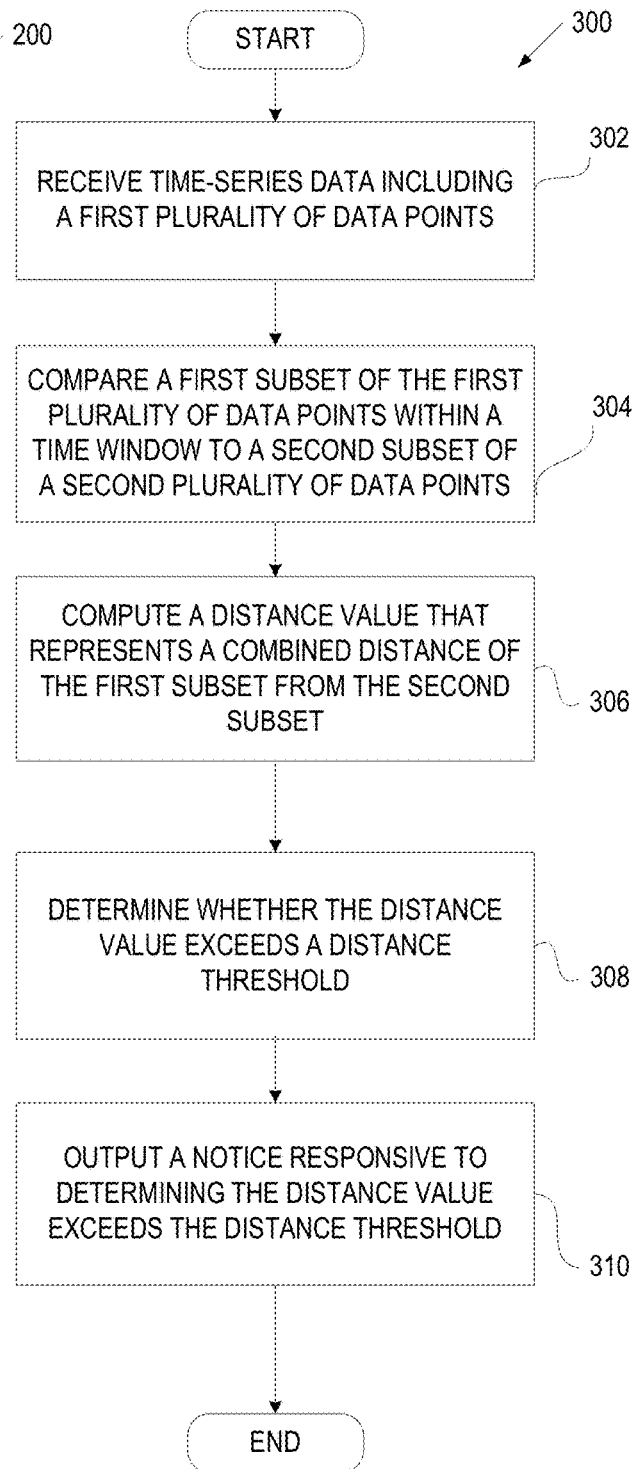 200
START
300
302
RECEIVE TIME-SERIES DATA INCLUDING
A FIRST PLURALITY OF DATA POINTS
COMPARE A FIRST SUBSET OF THE FIRST
PLURALITY OF DATA POINTS WITHIN A
TIME WINDOW TO A SECOND SUBSET OF
A SECOND PLURALITY OF DATA POINTS
304
COMPUTE A DISTANCE VALUE THAT
REPRESENTS A COMBINED DISTANCE OF
THE FIRST SUBSET FROM THE SECOND
SUBSET
306
DETERMINE WHETHER THE DISTANCE
VALUE EXCEEDS A DISTANCE
THRESHOLD
308
OUTPUT A NOTICE RESPONSIVE TO
DETERMINING THE DISTANCE VALUE
EXCEEDS THE DISTANCE THRESHOLD
310
END